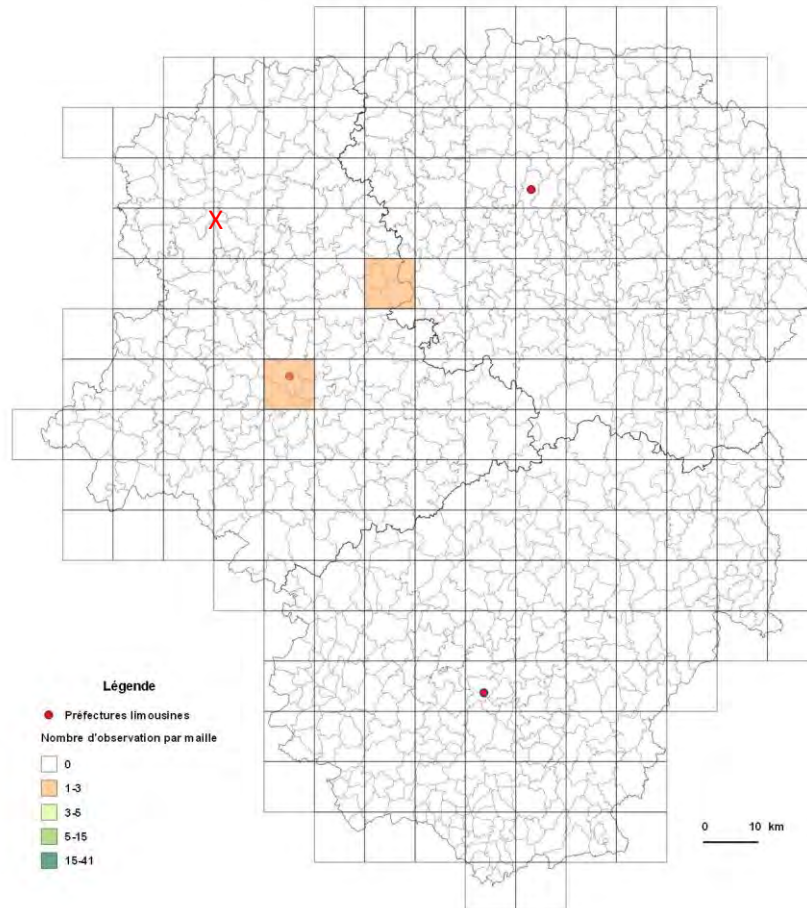 X
Légende
Préfectures limousines
Nombre d'observation par maille
0
1-3
3-5
5-15
15-41
0 10 km